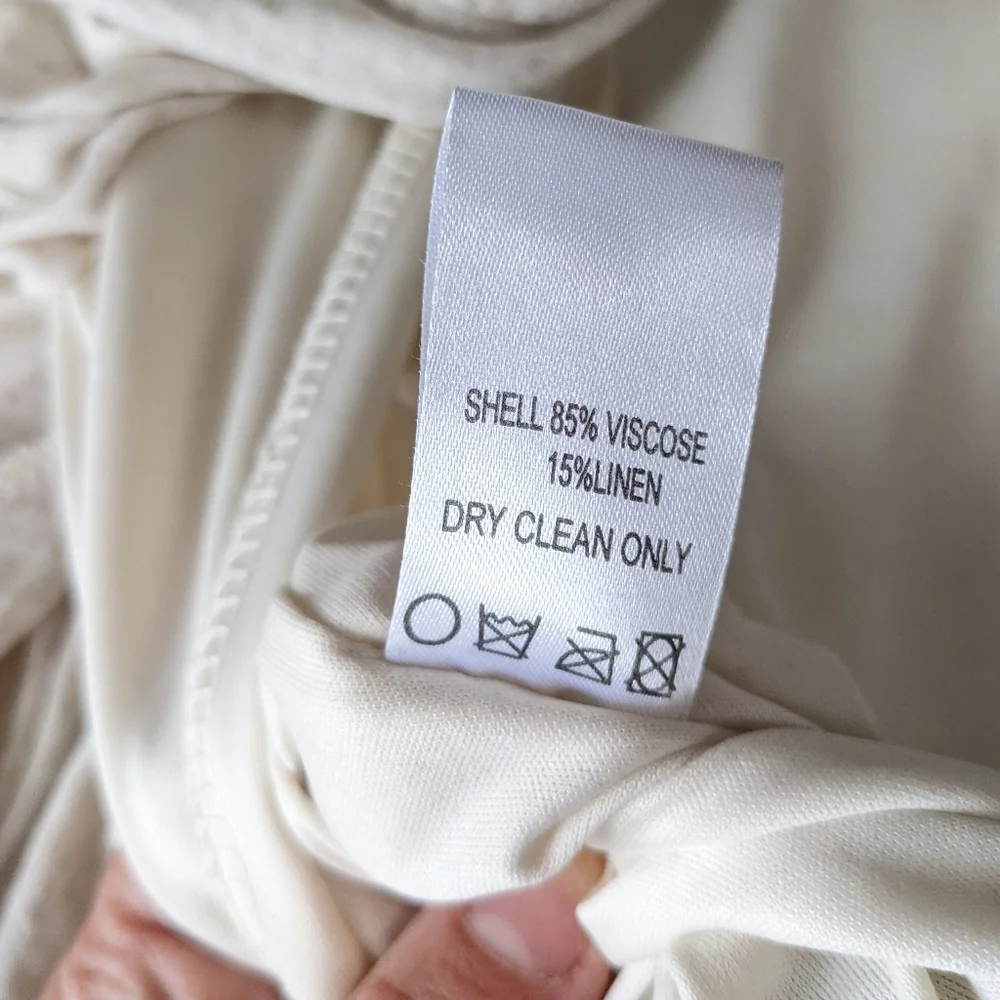 SHELL 85% VISCOSE
15%LINEN
DRY CLEAN ONLY